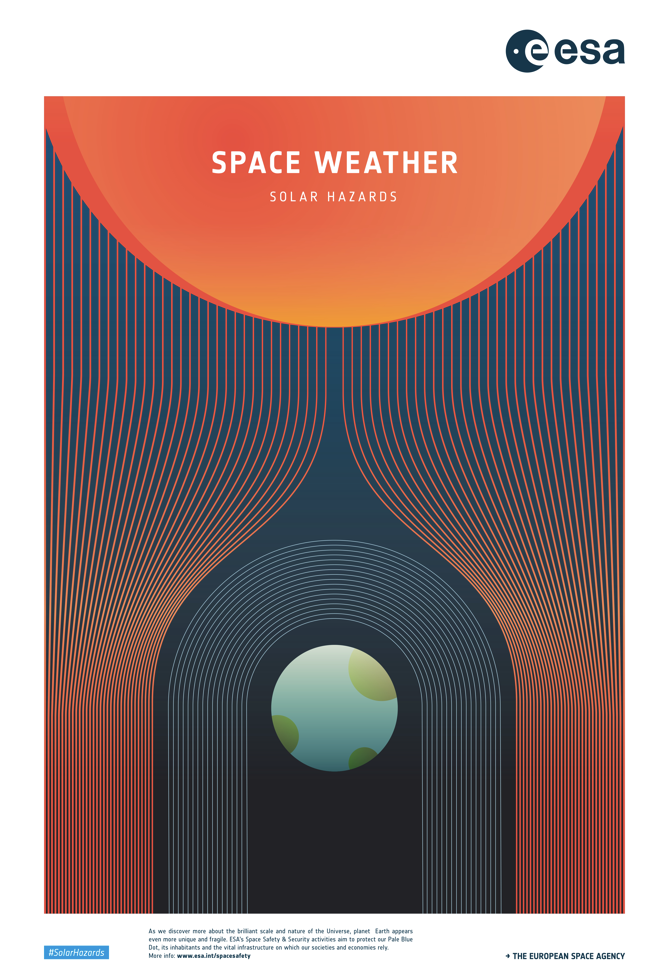 esa
SPACE WEATHER
SOLAR HAZARDS
As we discover more about the brilliant scale and nature of the Universe, planet Earth appears
even more unique and fragile. ESA's Space Safety & Security activities aim to protect our Pale Blue
Dot, its inhabitants and the vital infrastructure on which our societies and economies rely.
More info: www.esa.int/spacesafety
#SolarHazards
→ THE EUROPEAN SPACE AGENCY